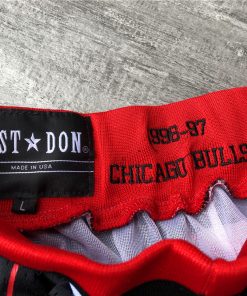 ST★DON
®
MADE IN USA
L
996-97
CHICAGO BULLS